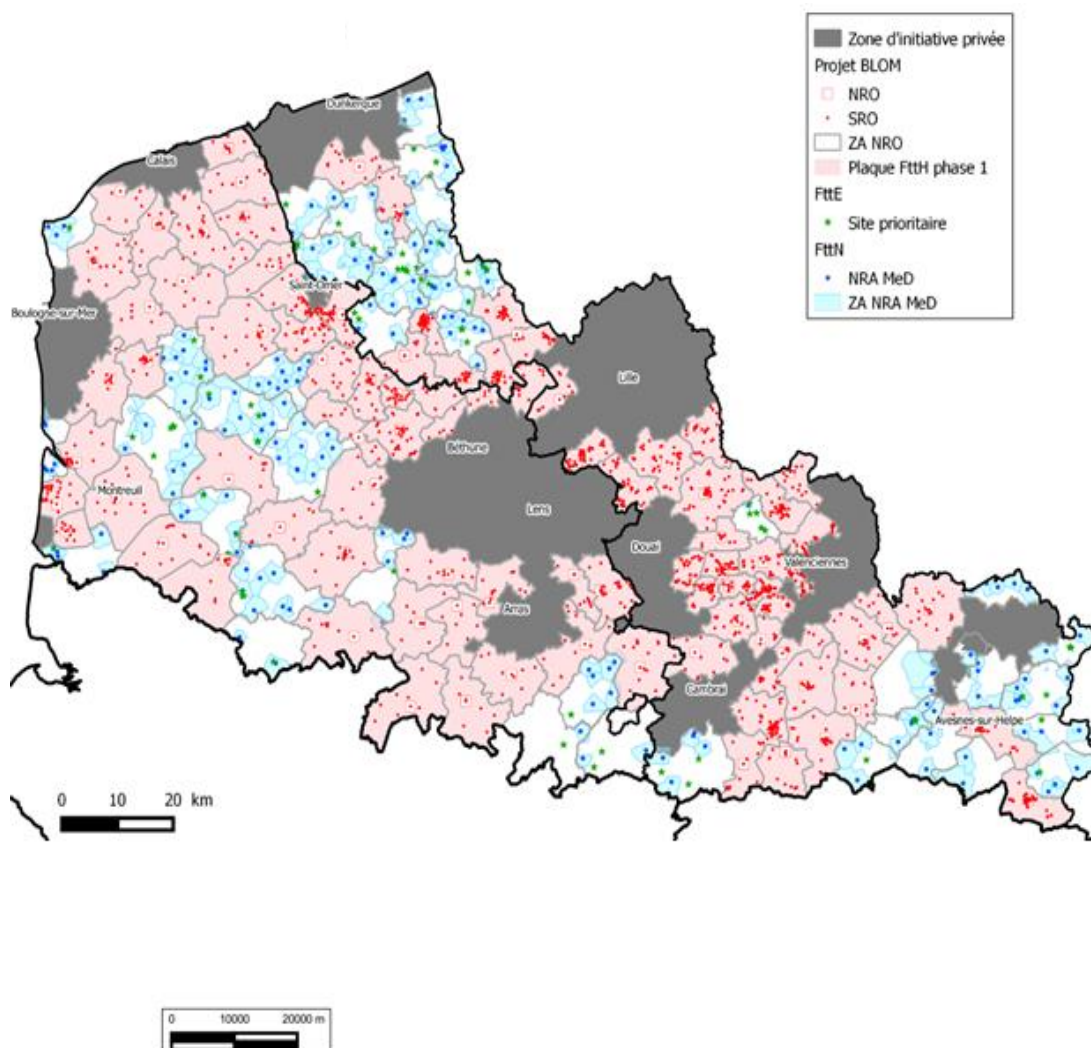 Zone d'initiative privée
Projet BLOM
NRO
SRO
ZA NRO
Plaque FttH phase 1
FttE
Site prioritaire
FttN
NRA MeD
ZA NRA MeD
Dunkerque
Calais
Saint-Omer
Boulogne-sur-Mer
Lille
Béthune
Montreuil
Lens
Douai
Valenciennes
Arras
Cambrai
Avesnes-sur-Helpe
0 10 20 km
0 10000 20000 m